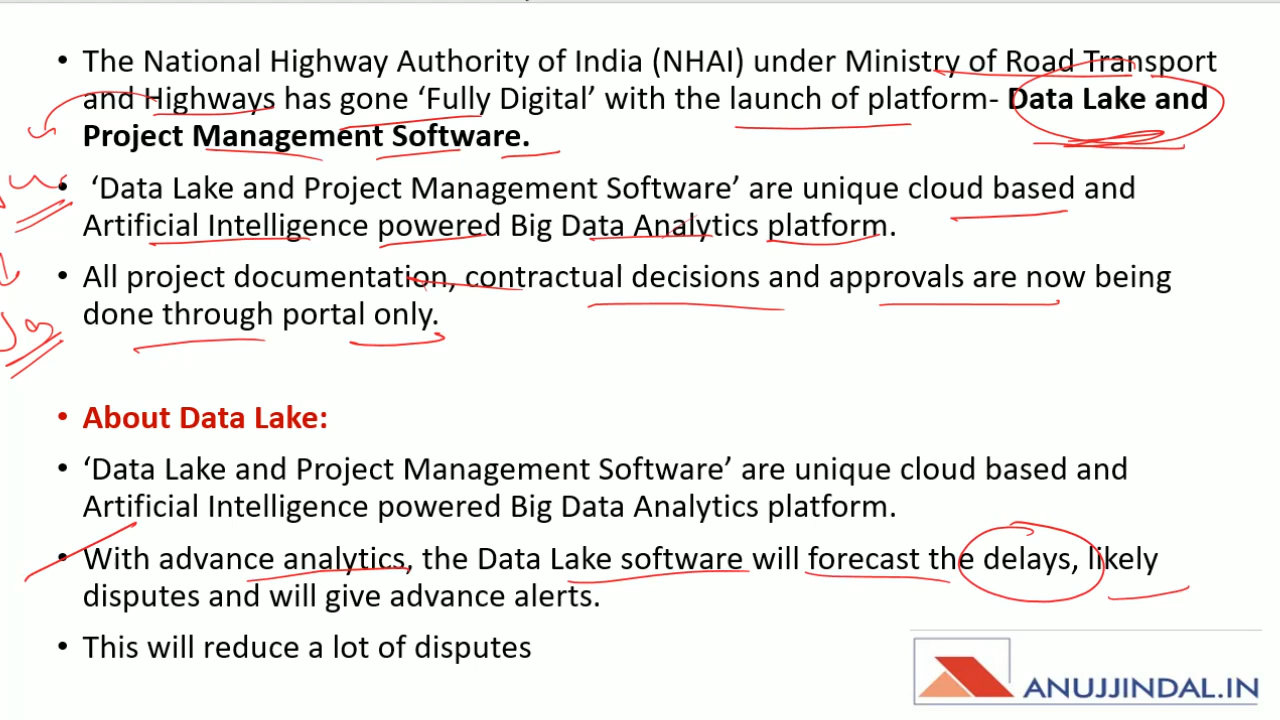 • The National Highway Authority of India (NHAI) under Ministry of Road Transport
and Highways has gone ‘Fully Digital’ with the launch of platform- Data Lake and
Project Management Software.
• ‘Data Lake and Project Management Software’ are unique cloud based and
Artificial Intelligence powered Big Data Analytics platform.
• All project documentation, contractual decisions and approvals are now being
done through portal only.
• About Data Lake:
• ‘Data Lake and Project Management Software’ are unique cloud based and
Artificial Intelligence powered Big Data Analytics platform.
• With advance analytics, the Data Lake software will forecast the delays, likely
disputes and will give advance alerts.
• This will reduce a lot of disputes
ANUJJINDAL.IN